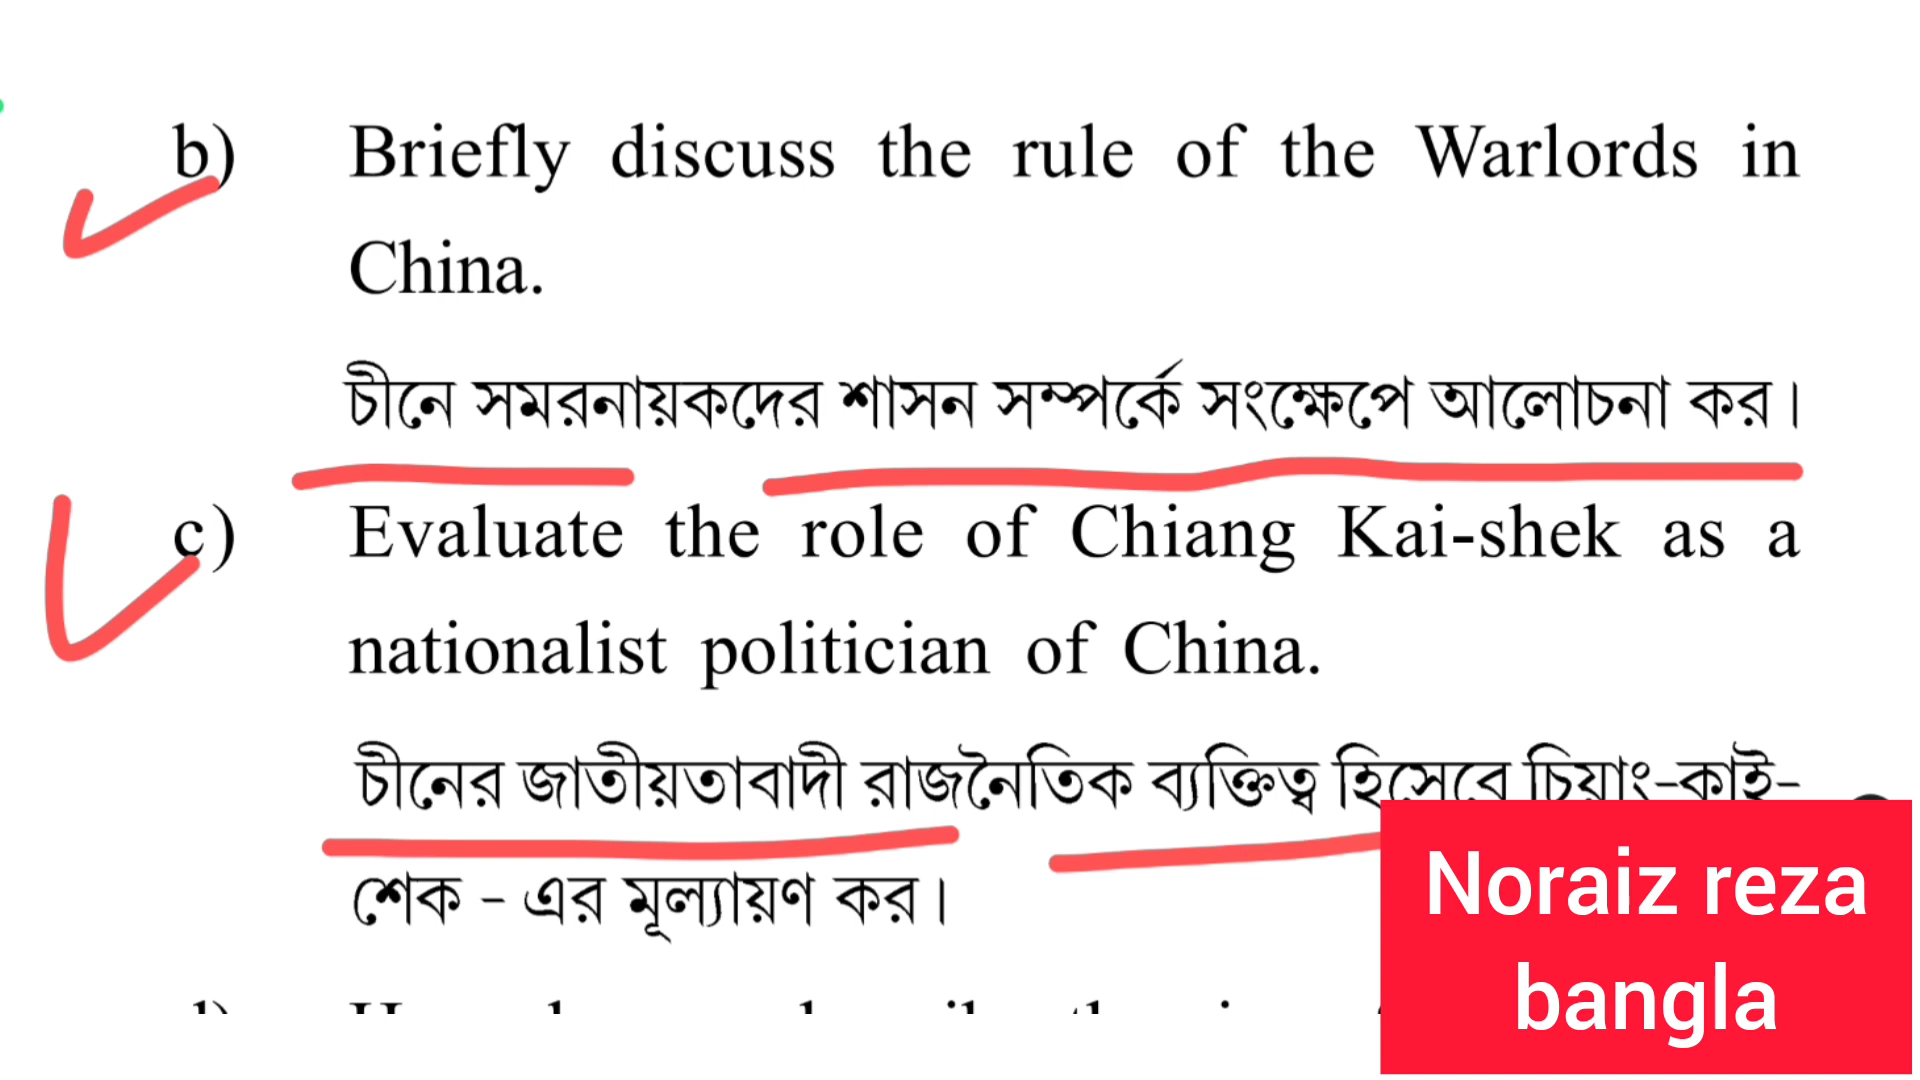 b) Briefly discuss the rule of the Warlords in
China.
চীনে সমরনায়কদের শাসন সম্পর্কে সংক্ষেপে আলোচনা কর।
c) Evaluate the role of Chiang Kai-shek as a
nationalist politician of China.
চীনের জাতীয়তাবাদী রাজনৈতিক ব্যক্তিত্ব হিসেবে চিয়াং-কাই-
শেক - এর মূল্যায়ণ কর।
Noraiz reza
bangla